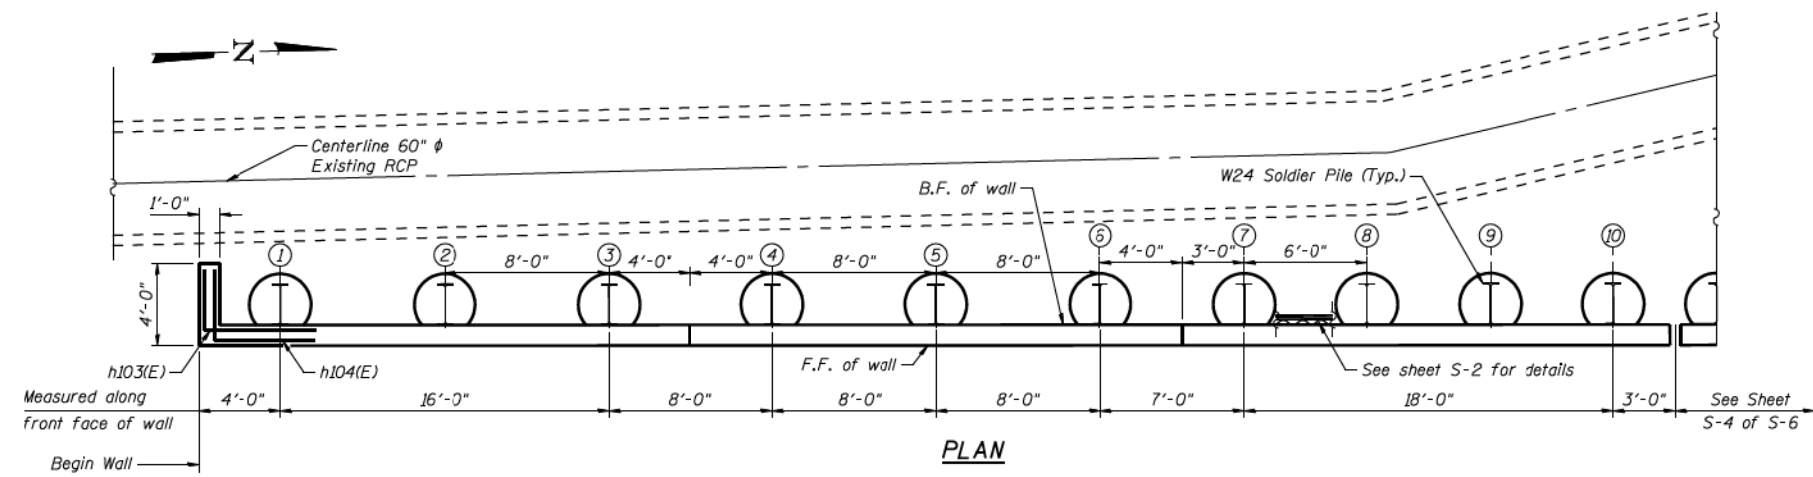 N
Centerline 60" ϕ
Existing RCP
W24 Soldier Pile (Typ.)
B.F. of wall
1'-0"
1 2 3 4 5 6 7 8 9 10
8'-0" 4'-0" 4'-0" 8'-0" 8'-0" 4'-0" 3'-0" 6'-0"
4'-0"
h103(E)
h104(E)
F.F. of wall
See sheet S-2 for details
Measured along
front face of wall
4'-0" 16'-0" 8'-0" 8'-0" 8'-0" 7'-0" 18'-0" 3'-0"
See Sheet
S-4 of S-6
Begin Wall
PLAN